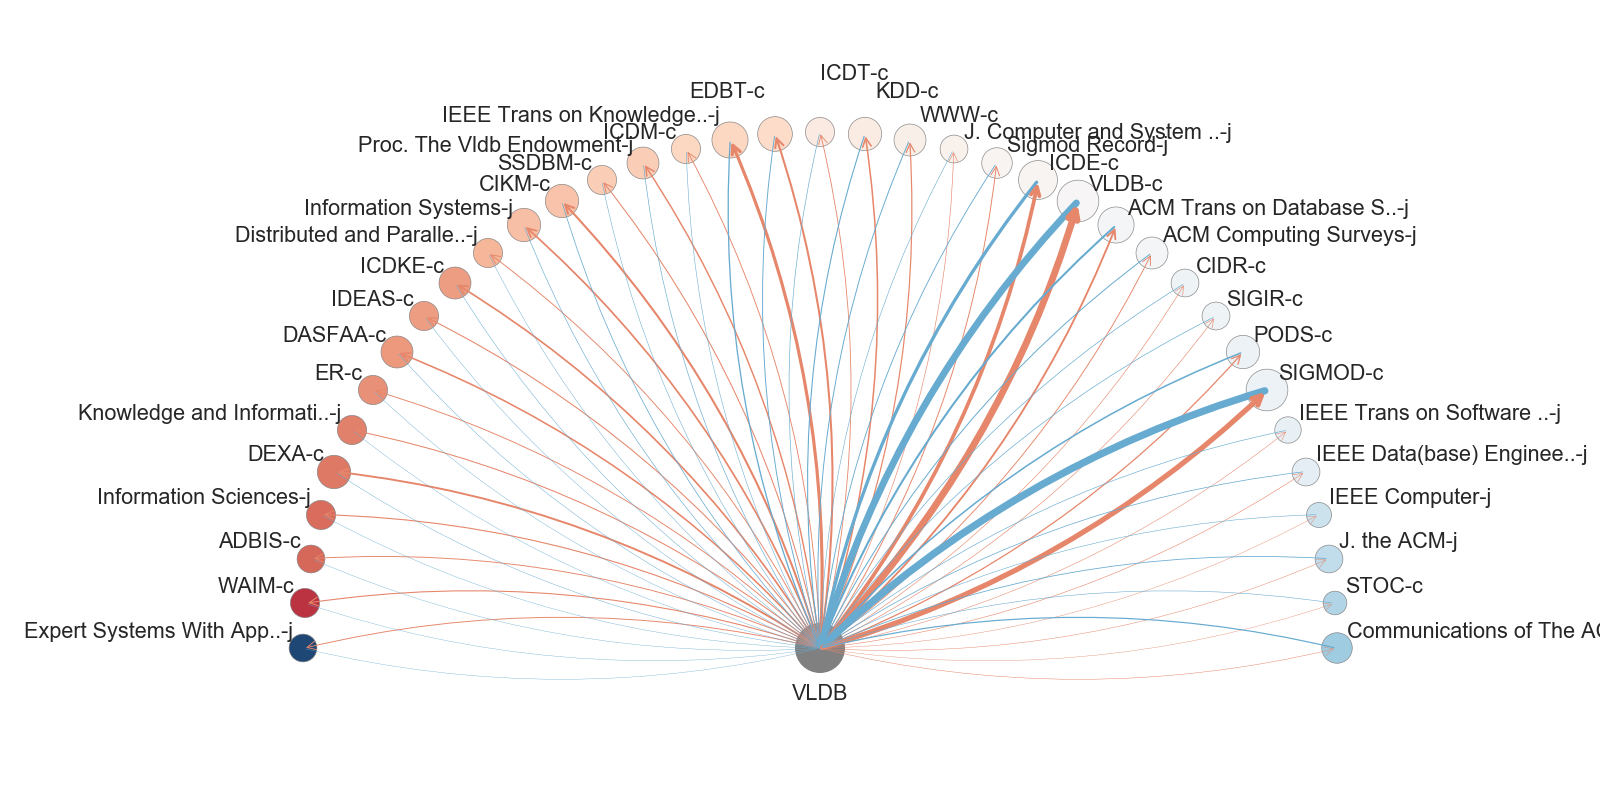 ICDT-c
EDBT-c
KDD-c
IEEE Trans on Knowledge..-j
WWW-c
ICDM-c
J. Computer and System ..-j
Proc. The Vldb Endowment-j
Sigmod Record-j
SSDBM-c
ICDE-c
CIKM-c
VLDB-c
Information Systems-j
ACM Trans on Database S..-j
Distributed and Paralle..-j
ACM Computing Surveys-j
ICDKE-c
CIDR-c
IDEAS-c
SIGIR-c
DASFAA-c
PODS-c
ER-c
SIGMOD-c
Knowledge and Informati..-j
IEEE Trans on Software ..-j
DEXA-c
IEEE Data(base) Enginee..-j
Information Sciences-j
IEEE Computer-j
ADBIS-c
J. the ACM-j
WAIM-c
STOC-c
Expert Systems With App..-j
Communications of The AC
VLDB